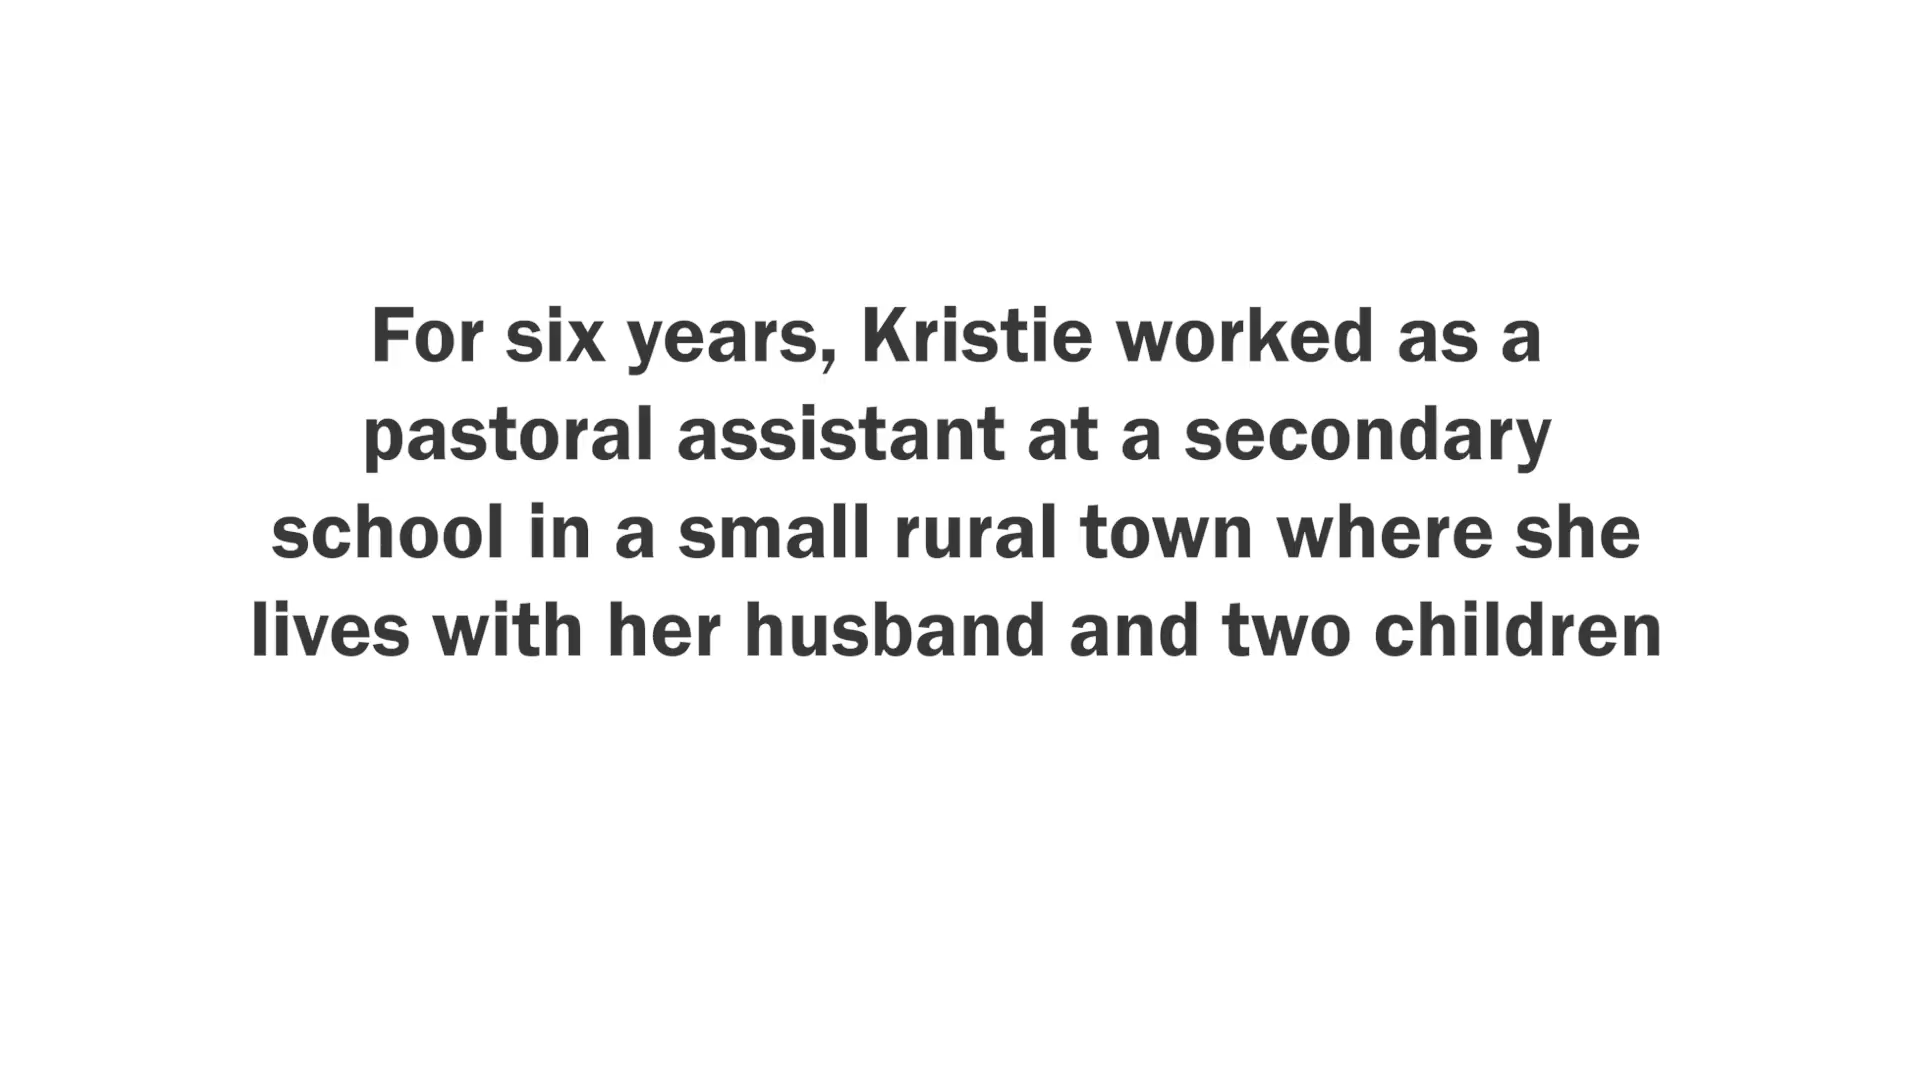 For six years, Kristie worked as a
pastoral assistant at a secondary
school in a small rural town where she
lives with her husband and two children